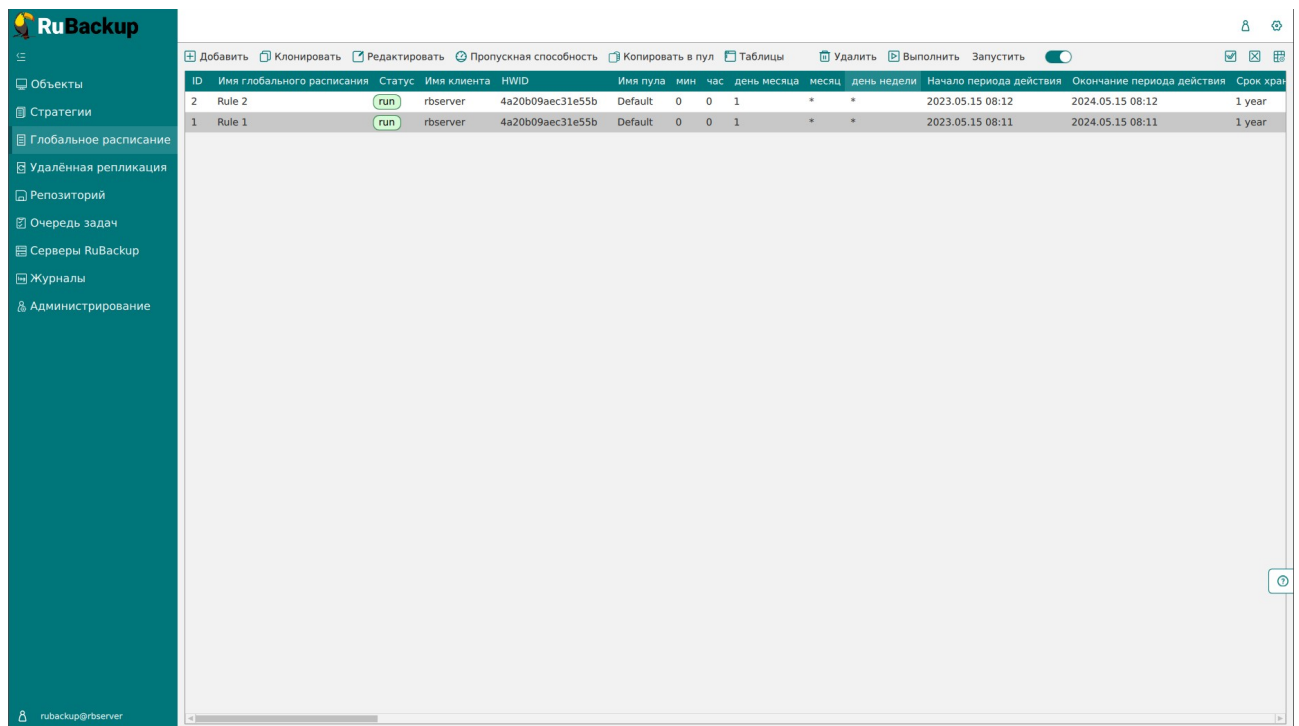 RuBackup
Добавить Клонировать Редактировать Пропускная способность Копировать в пул Таблицы Удалить Выполнить Запустить
Объекты
Стратегии
Глобальное расписание
Удалённая репликация
Репозиторий
Очередь задач
Серверы RuBackup
Журналы
Администрирование
ID Имя глобального расписания Статус Имя клиента HWID Имя пула мин час день месяца месяц день недели Начало периода действия Окончание периода действия Срок хран
2 Rule 2 run rbserver 4a20b09aec31e55b Default 0 0 1 * * 2023.05.15 08:12 2024.05.15 08:12 1 year
1 Rule 1 run rbserver 4a20b09aec31e55b Default 0 0 1 * * 2023.05.15 08:11 2024.05.15 08:11 1 year
rubackup@rbserver